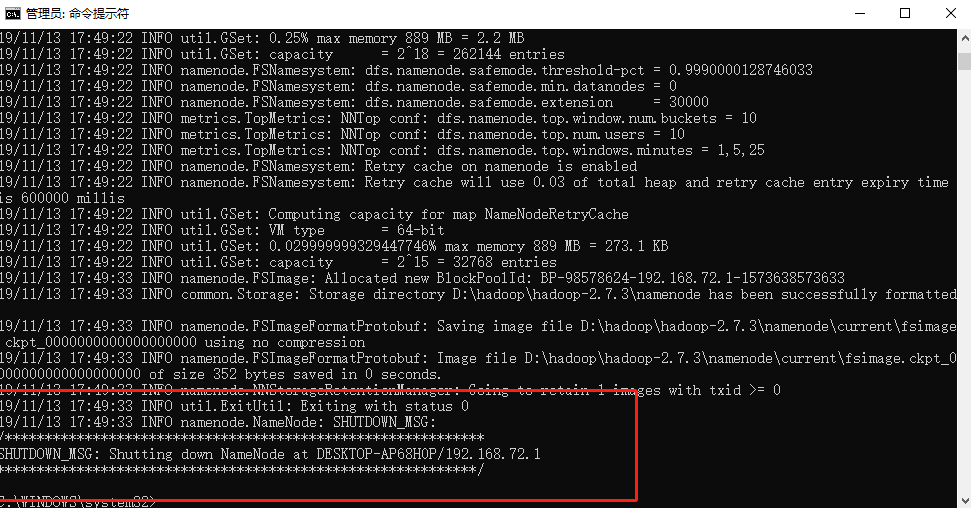 管理员: 命令提示符
19/11/13 17:49:22 INFO util.GSet: 0.25% max memory 889 MB = 2.2 MB
19/11/13 17:49:22 INFO util.GSet: capacity      = 2^18 = 262144 entries
19/11/13 17:49:22 INFO namenode.FSNamesystem: dfs.namenode.safemode.threshold-pct = 0.9990000128746033
19/11/13 17:49:22 INFO namenode.FSNamesystem: dfs.namenode.safemode.min.datanodes = 0
19/11/13 17:49:22 INFO namenode.FSNamesystem: dfs.namenode.safemode.extension     = 30000
19/11/13 17:49:22 INFO metrics.TopMetrics: NNTop conf: dfs.namenode.top.window.num.buckets = 10
19/11/13 17:49:22 INFO metrics.TopMetrics: NNTop conf: dfs.namenode.top.num.users = 10
19/11/13 17:49:22 INFO metrics.TopMetrics: NNTop conf: dfs.namenode.top.windows.minutes = 1,5,25
19/11/13 17:49:22 INFO namenode.FSNamesystem: Retry cache on namenode is enabled
19/11/13 17:49:22 INFO namenode.FSNamesystem: Retry cache will use 0.03 of total heap and retry cache entry expiry time
is 600000 millis
19/11/13 17:49:22 INFO util.GSet: Computing capacity for map NameNodeRetryCache
19/11/13 17:49:22 INFO util.GSet: VM type       = 64-bit
19/11/13 17:49:22 INFO util.GSet: 0.029999999329447746% max memory 889 MB = 273.1 KB
19/11/13 17:49:22 INFO util.GSet: capacity      = 2^15 = 32768 entries
19/11/13 17:49:33 INFO namenode.FSImage: Allocated new BlockPoolId: BP-98578624-192.168.72.1-1573638573633
19/11/13 17:49:33 INFO common.Storage: Storage directory D:\hadoop\hadoop-2.7.3\namenode has been successfully formatted
19/11/13 17:49:33 INFO namenode.FSImageFormatProtobuf: Saving image file D:\hadoop\hadoop-2.7.3\namenode\current\fsimage
.ckpt_0000000000000000000 using no compression
19/11/13 17:49:33 INFO namenode.FSImageFormatProtobuf: Image file D:\hadoop\hadoop-2.7.3\namenode\current\fsimage.ckpt_0
000000000000000000 of size 352 bytes saved in 0 seconds.
19/11/13 17:49:33 INFO namenode.NNStorageRetentionManager: Going to retain 1 images with txid >= 0
19/11/13 17:49:33 INFO util.ExitUtil: Exiting with status 0
19/11/13 17:49:33 INFO namenode.NameNode: SHUTDOWN_MSG:
/************************************************************
SHUTDOWN_MSG: Shutting down NameNode at DESKTOP-AP68H0P/192.168.72.1
************************************************************/
C:\WINDOWS\system32>